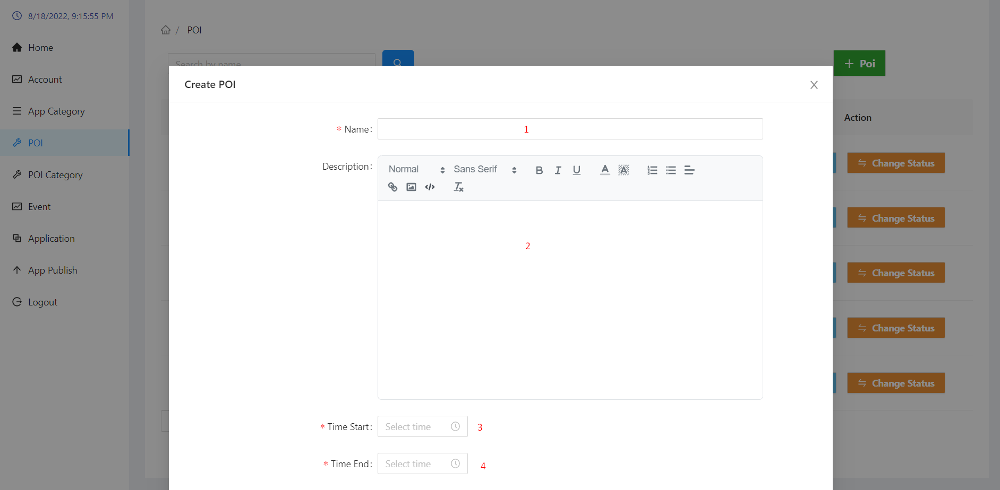 8/18/2022, 9:15:55 PM
Home
Account
App Category
POI
POI Category
Event
Application
App Publish
Logout
/ POI
Search by name
+ Poi
Action
Change Status
Change Status
Change Status
Change Status
Change Status
Create POI
* Name: 1
Description:
Normal Sans Serif B I U A A
2
* Time Start: Select time 3
* Time End: Select time 4